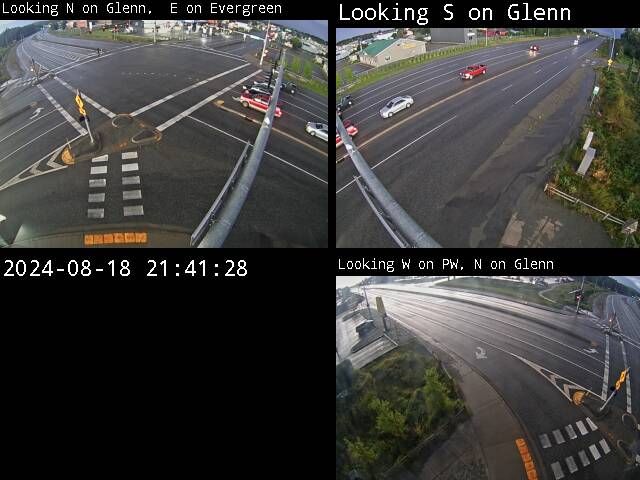 Looking N on Glenn, E on Evergreen
Looking S on Glenn
2024-08-18 21:41:28
Looking W on PW, N on Glenn